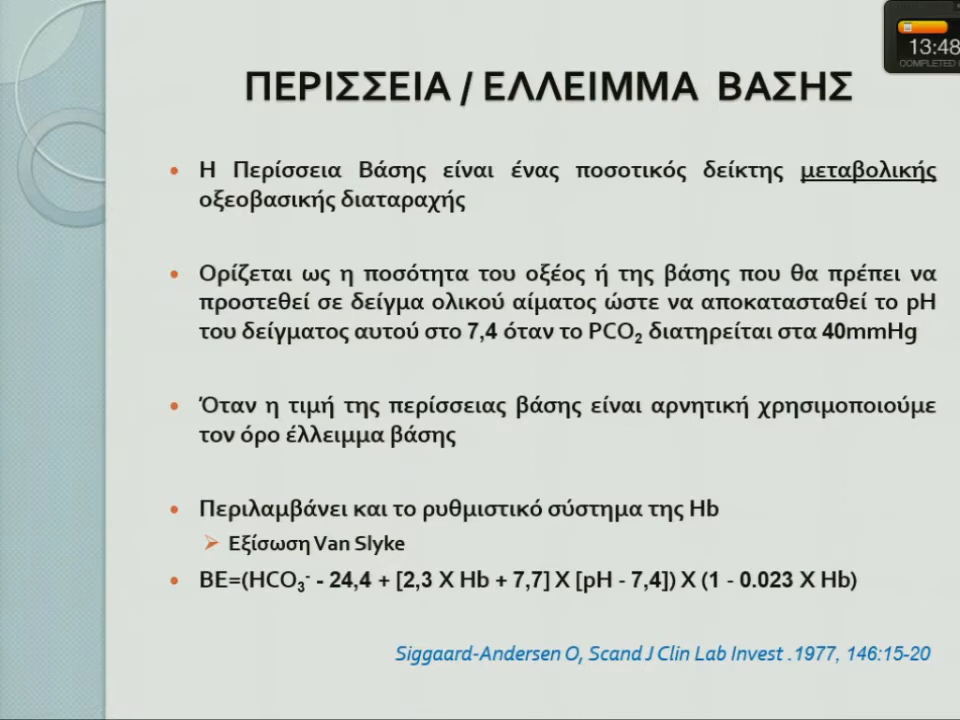 13:48
COMPLETED
ΠΕΡΙΣΣΕΙΑ / ΕΛΛΕΙΜΜΑ ΒΑΣΗΣ
• Η Περίσσεια Βάσης είναι ένας ποσοτικός δείκτης μεταβολικής
οξεοβασικής διαταραχής
• Ορίζεται ως η ποσότητα του οξέος ή της βάσης που θα πρέπει να
προστεθεί σε δείγμα ολικού αίματος ώστε να αποκατασταθεί το pH
του δείγματος αυτού στο 7,4 όταν το PCO₂ διατηρείται στα 40mmHg
• Όταν η τιμή της περίσσειας βάσης είναι αρνητική χρησιμοποιούμε
τον όρο έλλειμμα βάσης
• Περιλαμβάνει και το ρυθμιστικό σύστημα της Hb
➢ Εξίσωση Van Slyke
• BE=(HCO₃⁻ - 24,4 + [2,3 X Hb + 7,7] X [pH - 7,4]) X (1 - 0.023 X Hb)
Siggaard-Andersen O, Scand J Clin Lab Invest .1977, 146:15-20